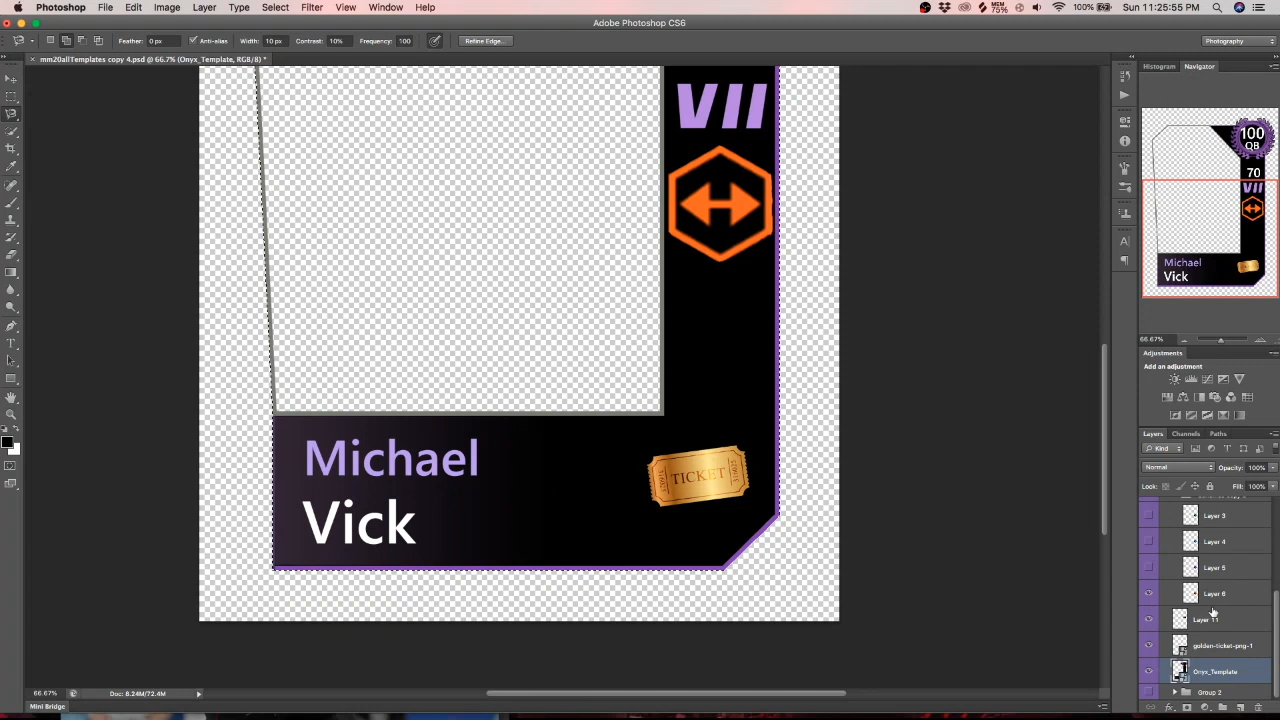 Photoshop File Edit Image Layer Type Select Filter View Window Help
75% 100% Sun 11:25:55 PM
Adobe Photoshop CS6
Feather: 0 px Anti-alias Width: 10 px Contrast: 10% Frequency: 100 Refine Edge... Photography
mm20allTemplates copy 4.psd @ 66.7% (Onyx_Template, RGB/8) *
Histogram Navigator
100
QB
70
VII
Michael
Vick
66.67%
Adjustments
Add an adjustment
Layers Channels Paths
Kind
Normal Opacity: 100%
Lock: Fill: 100%
Layer 3
Layer 4
Layer 5
Layer 6
Layer 11
golden-ticket-png-1
Onyx_Template
Group 2
VII
Michael
TICKET
Vick
66.67% Doc: 8.24M/72.4M
Mini Bridge